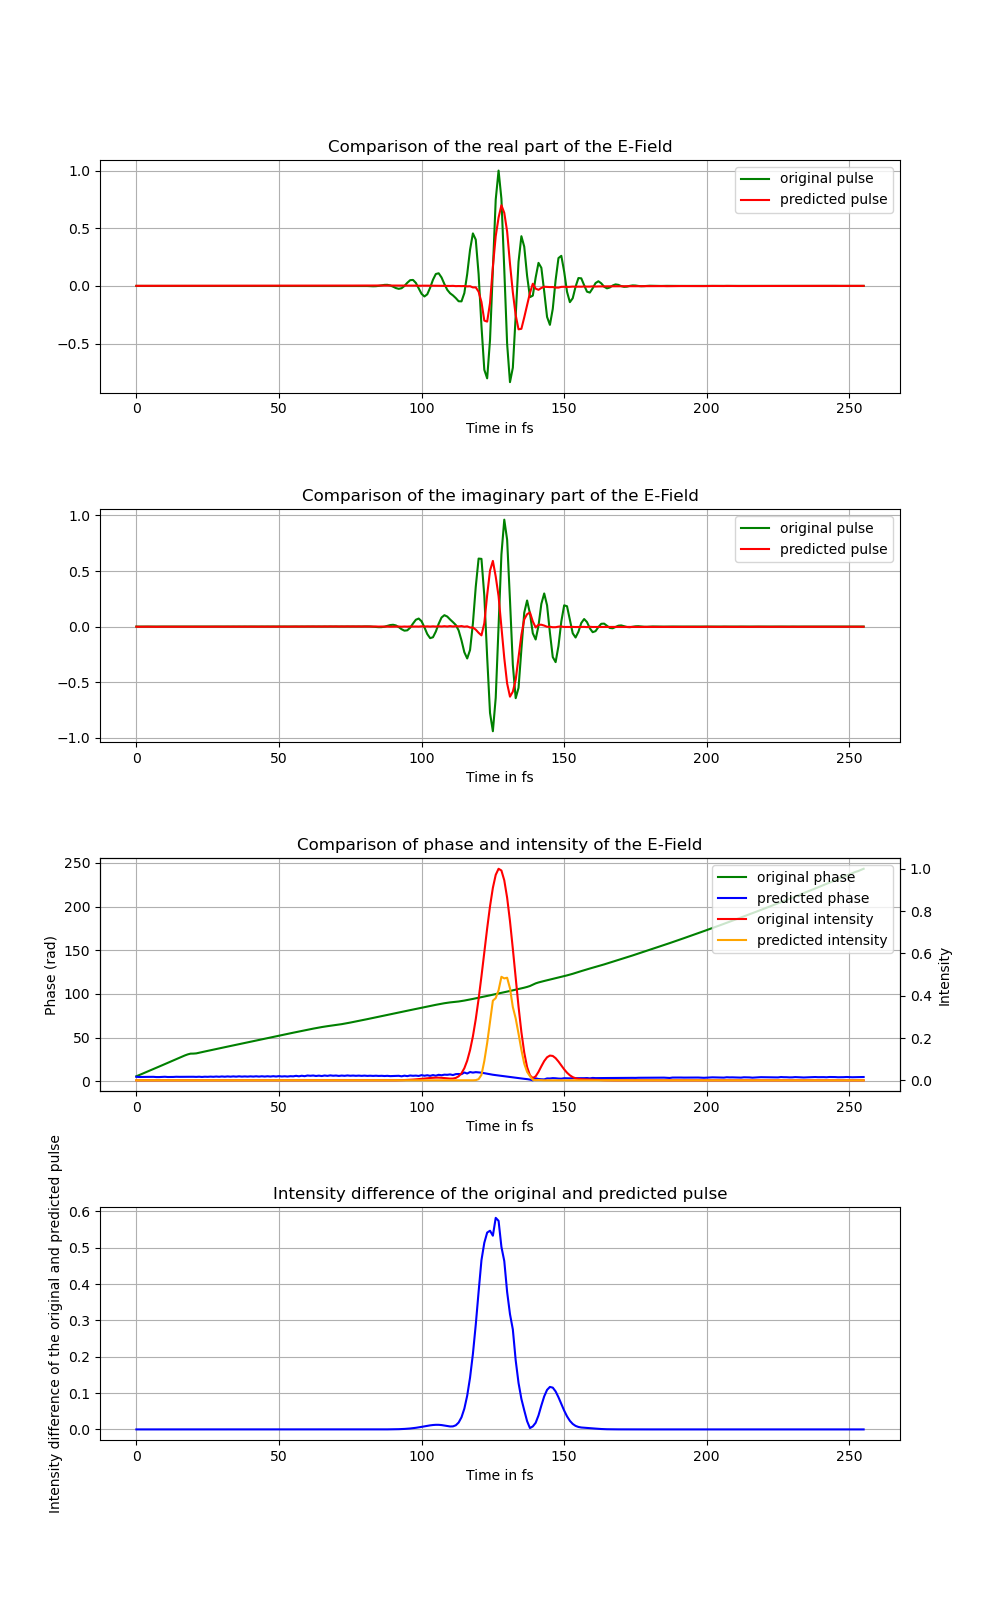 Comparison of the real part of the E-Field
1.0
0.5
0.0
−0.5
original pulse
predicted pulse
0 50 100 150 200 250
Time in fs
Comparison of the imaginary part of the E-Field
1.0
0.5
0.0
−0.5
−1.0
original pulse
predicted pulse
0 50 100 150 200 250
Time in fs
Comparison of phase and intensity of the E-Field
Phase (rad)
250
200
150
100
50
0
original phase
predicted phase
original intensity
predicted intensity
1.0
0.8
0.6
0.4
0.2
0.0
Intensity
0 50 100 150 200 250
Time in fs
Intensity difference of the original and predicted pulse
Intensity difference of the original and predicted pulse
0.6
0.5
0.4
0.3
0.2
0.1
0.0
0 50 100 150 200 250
Time in fs